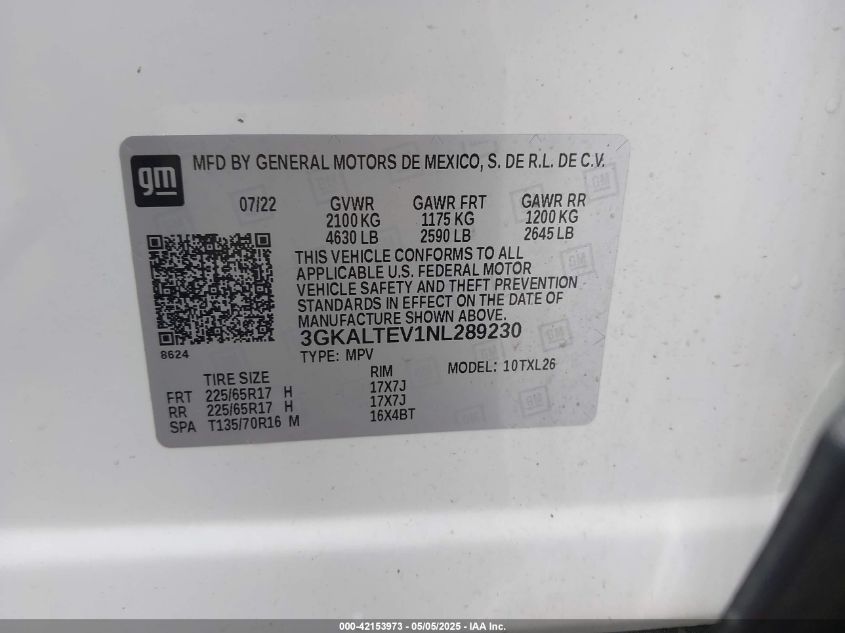 gm
MFD BY GENERAL MOTORS DE MEXICO, S. DE R.L. DE C.V.
07/22 GVWR GAWR FRT GAWR RR
2100 KG 1175 KG 1200 KG
4630 LB 2590 LB 2645 LB
THIS VEHICLE CONFORMS TO ALL
APPLICABLE U.S. FEDERAL MOTOR
VEHICLE SAFETY AND THEFT PREVENTION
STANDARDS IN EFFECT ON THE DATE OF
MANUFACTURE SHOWN ABOVE.
3GKALTEV1NL289230
8624
TYPE: MPV MODEL: 10TXL26
TIRE SIZE RIM
FRT 225/65R17 H 17X7J
RR 225/65R17 H 17X7J
SPA T135/70R16 M 16X4BT
000-42153973 - 05/05/2025 - IAA Inc.